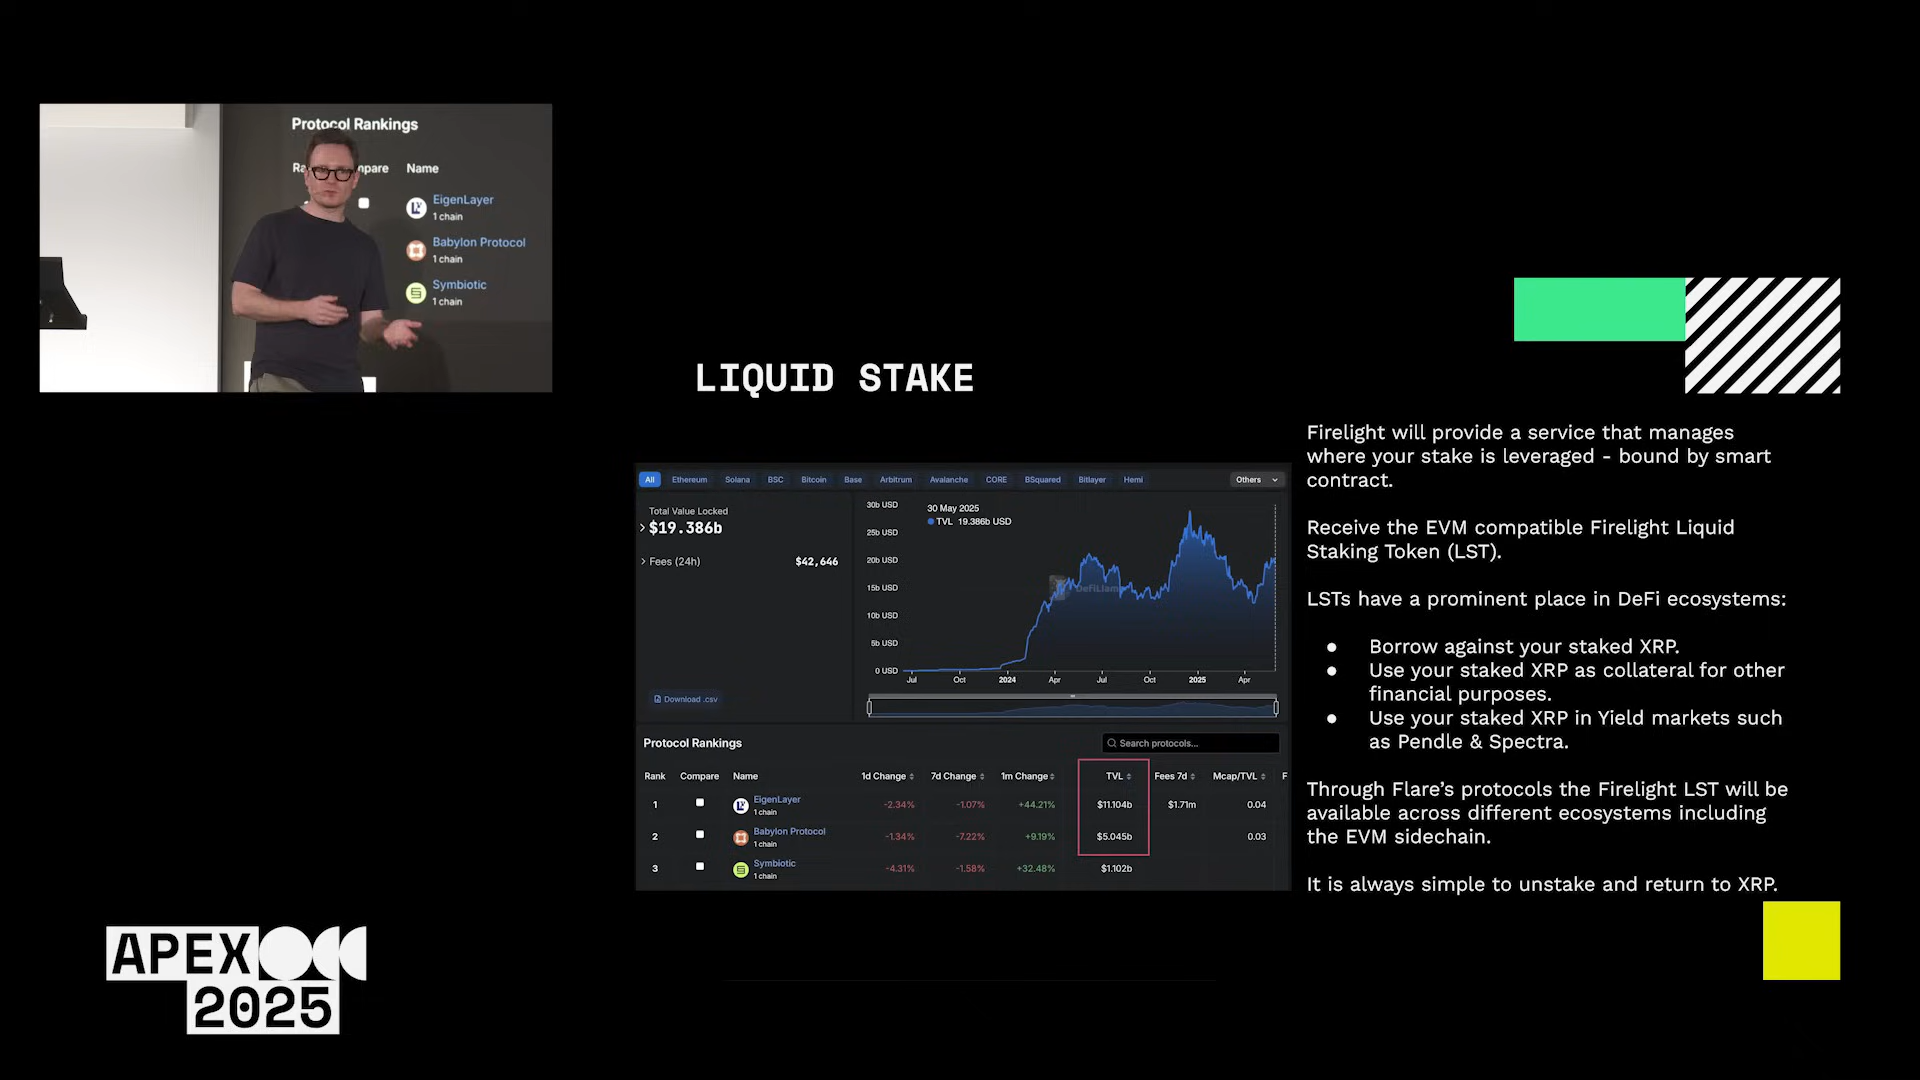 Protocol Rankings
Name
EigenLayer
1 chain
Babylon Protocol
1 chain
Symbiotic
1 chain
LIQUID STAKE
All Ethereum Solana BSC Bitcoin Base Arbitrum Avalanche CORE BSquared Bitlayer Hemi Others
Total Value Locked
$19.386b
Fees (24h) $42,646
Download .csv
30 May 2025
TVL 19.386b USD
30b USD
25b USD
20b USD
15b USD
10b USD
5b USD
0 USD
Jul Oct 2024 Apr Jul Oct 2025 Apr
Protocol Rankings
Search protocols...
Rank Compare Name 1d Change 7d Change 1m Change TVL Fees 7d Mcap/TVL F
1 EigenLayer -2.34% -1.07% +44.21% $11.104b $1.71m 0.04
1 chain
2 Babylon Protocol -1.34% -7.22% +9.19% $5.045b 0.03
1 chain
3 Symbiotic -4.31% -1.58% +32.48% $1.102b
1 chain
Firelight will provide a service that manages
where your stake is leveraged - bound by smart
contract.
Receive the EVM compatible Firelight Liquid
Staking Token (LST).
LSTs have a prominent place in DeFi ecosystems:
● Borrow against your staked XRP.
● Use your staked XRP as collateral for other
financial purposes.
● Use your staked XRP in Yield markets such
as Pendle & Spectra.
Through Flare's protocols the Firelight LST will be
available across different ecosystems including
the EVM sidechain.
It is always simple to unstake and return to XRP.
APEX
2025